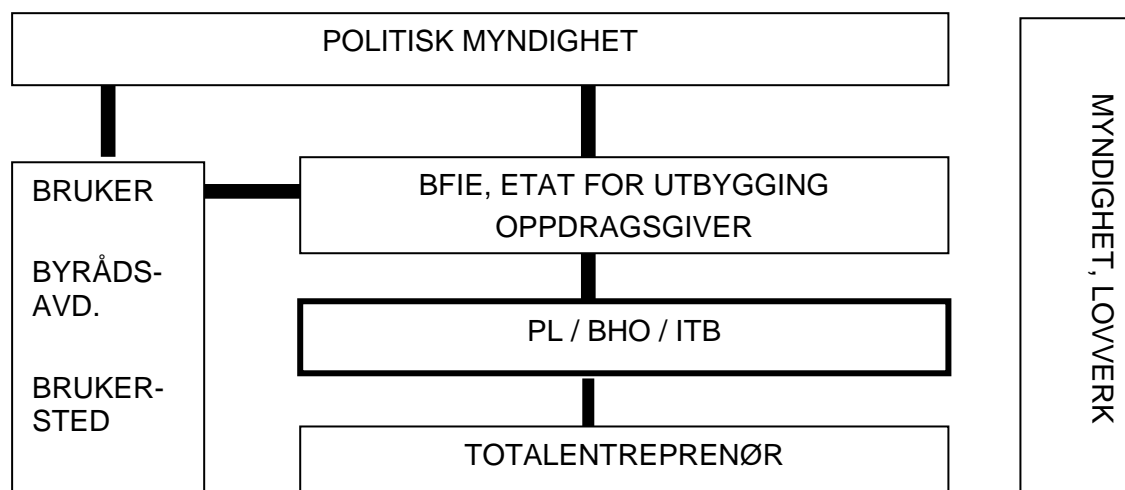 POLITISK MYNDIGHET
BRUKER
BYRÅDS-
AVD.
BRUKER-
STED
BFIE, ETAT FOR UTBYGGING
OPPDRAGSGIVER
PL / BHO / ITB
TOTALENTREPRENØR
MYNDIGHET, LOVVERK